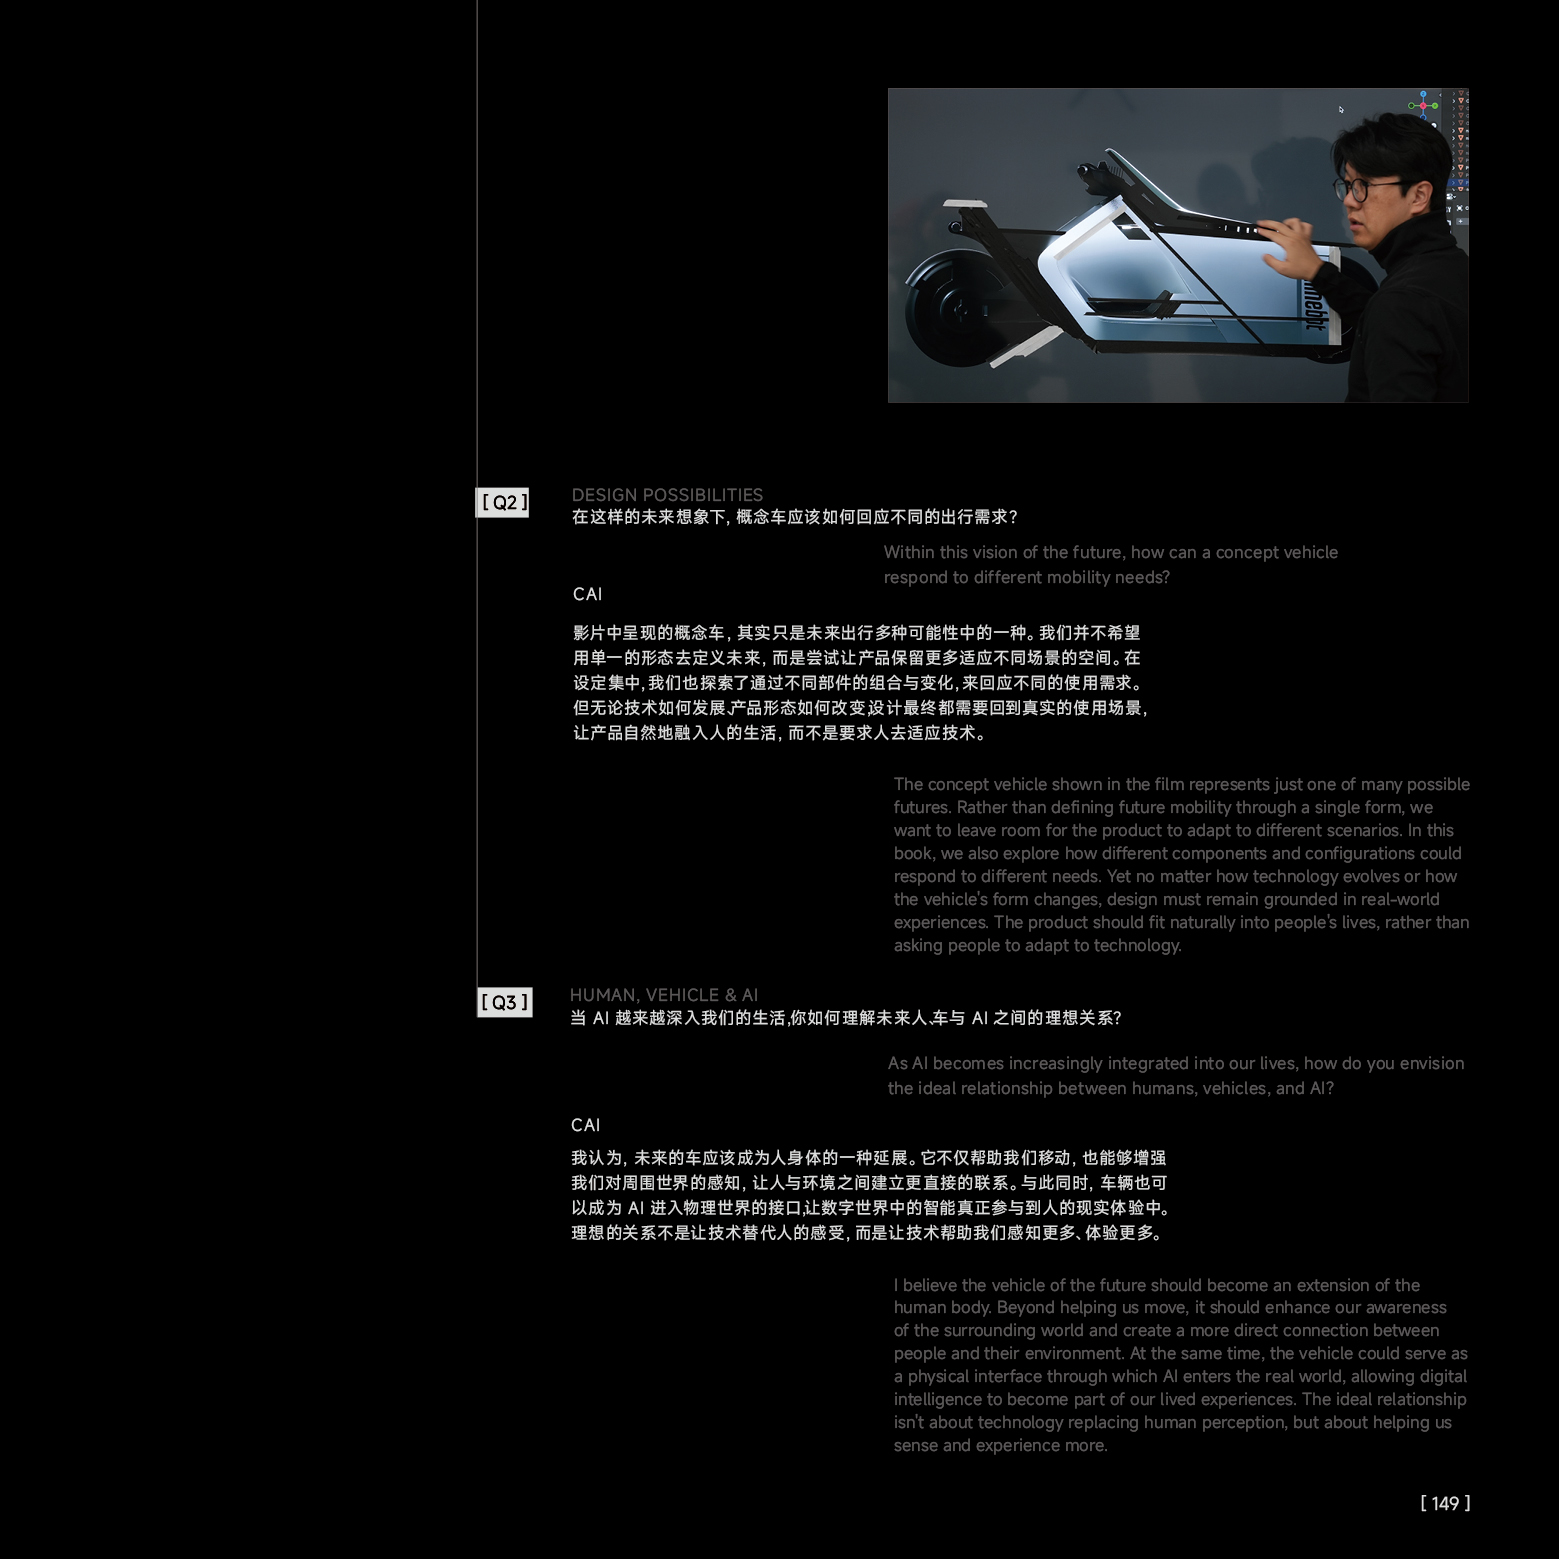 [ Q2 ]
DESIGN POSSIBILITIES
在这样的未来想象下, 概念车应该如何回应不同的出行需求？
Within this vision of the future, how can a concept vehicle
respond to different mobility needs?
CAI
影片中呈现的概念车, 其实只是未来出行多种可能性中的一种。我们并不希望
用单一的形态去定义未来, 而是尝试让产品保留更多适应不同场景的空间。在
设定集中, 我们也探索了通过不同部件的组合与变化, 来回应不同的使用需求。
但无论技术如何发展、产品形态如何改变,设计最终都需要回到真实的使用场景,
让产品自然地融入人的生活, 而不是要求人去适应技术。
The concept vehicle shown in the film represents just one of many possible
futures. Rather than defining future mobility through a single form, we
want to leave room for the product to adapt to different scenarios. In this
book, we also explore how different components and configurations could
respond to different needs. Yet no matter how technology evolves or how
the vehicle's form changes, design must remain grounded in real-world
experiences. The product should fit naturally into people's lives, rather than
asking people to adapt to technology.
[ Q3 ]
HUMAN, VEHICLE & AI
当 AI 越来越深入我们的生活,你如何理解未来人、车与 AI 之间的理想关系?
As AI becomes increasingly integrated into our lives, how do you envision
the ideal relationship between humans, vehicles, and AI?
CAI
我认为, 未来的车应该成为人身体的一种延展。它不仅帮助我们移动, 也能够增强
我们对周围世界的感知, 让人与环境之间建立更直接的联系。与此同时, 车辆也可
以成为 AI 进入物理世界的接口,让数字世界中的智能真正参与到人的现实体验中。
理想的关系不是让技术替代人的感受, 而是让技术帮助我们感知更多、体验更多。
I believe the vehicle of the future should become an extension of the
human body. Beyond helping us move, it should enhance our awareness
of the surrounding world and create a more direct connection between
people and their environment. At the same time, the vehicle could serve as
a physical interface through which AI enters the real world, allowing digital
intelligence to become part of our lived experiences. The ideal relationship
isn't about technology replacing human perception, but about helping us
sense and experience more.
[ 149 ]